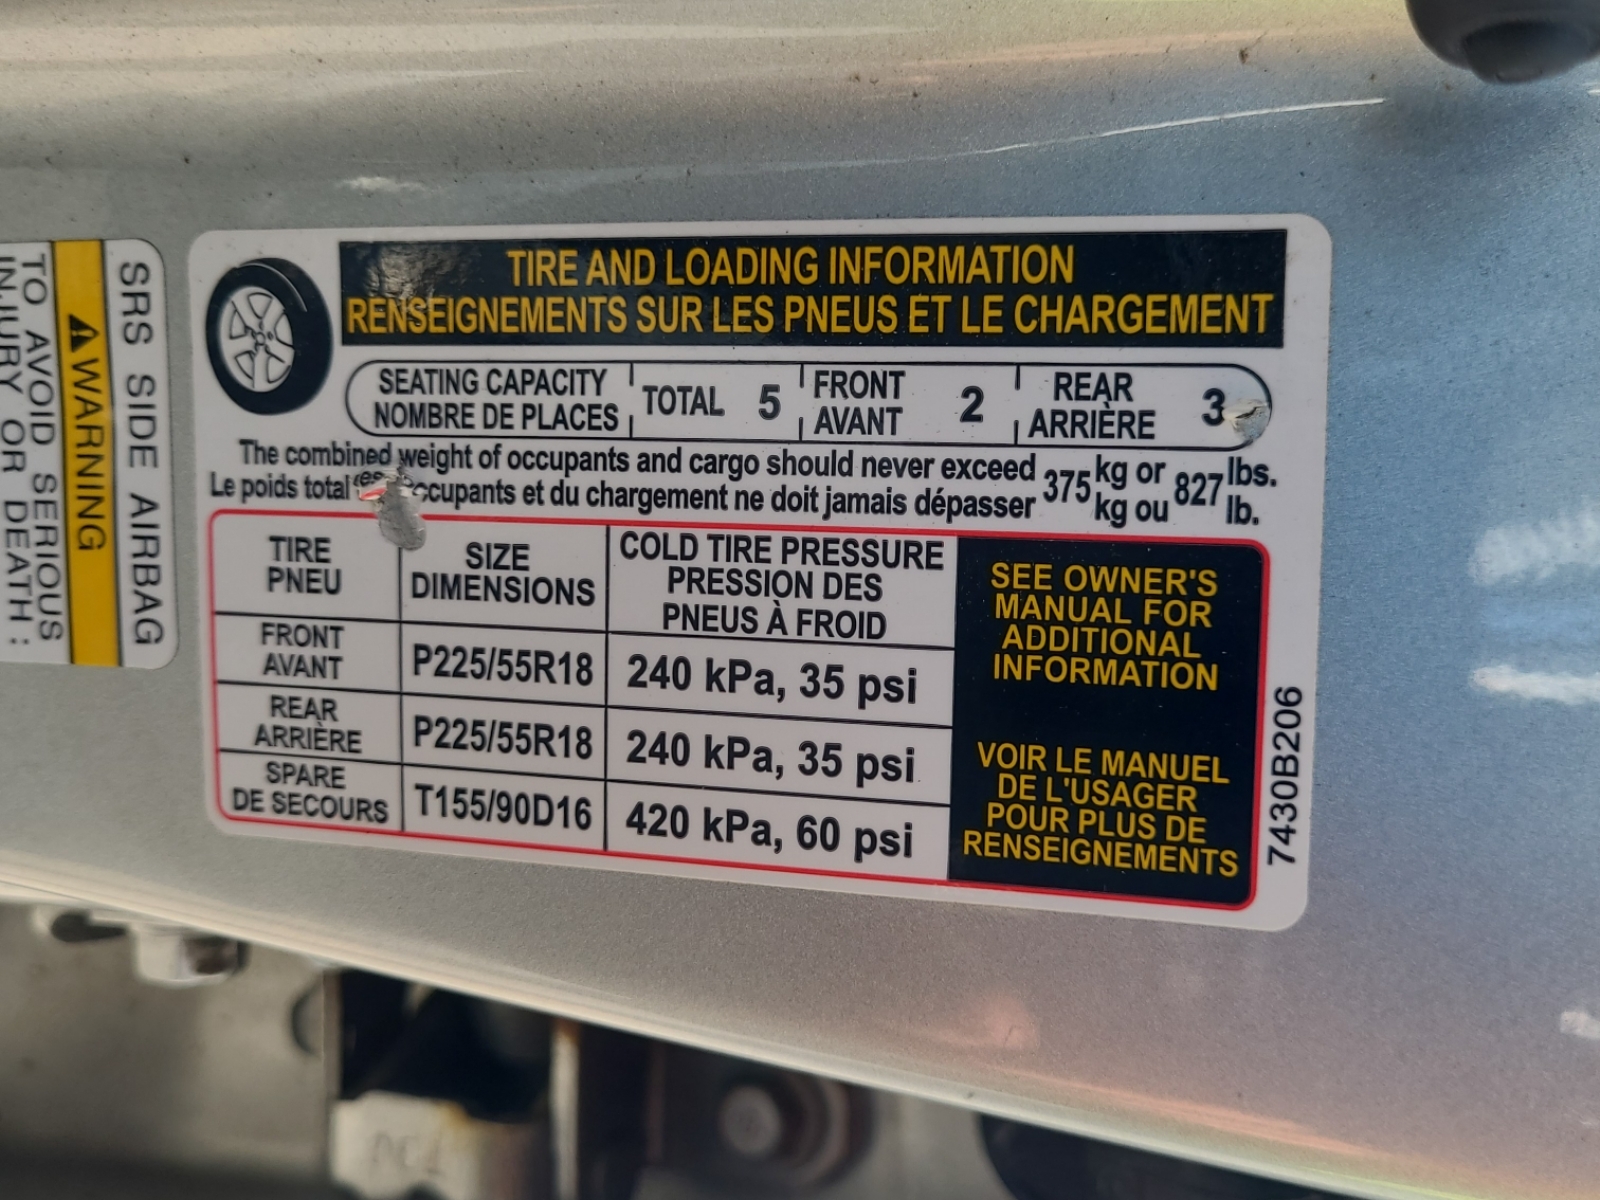 TIRE AND LOADING INFORMATION
RENSEIGNEMENTS SUR LES PNEUS ET LE CHARGEMENT
SEATING CAPACITY
NOMBRE DE PLACES
TOTAL 5
FRONT
AVANT
2
REAR
ARRIÈRE
3
The combined weight of occupants and cargo should never exceed 375 kg or 827 lbs.
Le poids total occupants et du chargement ne doit jamais dépasser kg ou lb.
TIRE
PNEU
SIZE
DIMENSIONS
COLD TIRE PRESSURE
PRESSION DES
PNEUS À FROID
FRONT
AVANT
P225/55R18
240 kPa, 35 psi
REAR
ARRIÈRE
P225/55R18
240 kPa, 35 psi
SPARE
DE SECOURS
T155/90D16
420 kPa, 60 psi
SEE OWNER'S
MANUAL FOR
ADDITIONAL
INFORMATION
VOIR LE MANUEL
DE L'USAGER
POUR PLUS DE
RENSEIGNEMENTS
7430B206
SRS SIDE AIRBAG
WARNING
TO AVOID SERIOUS
INJURY OR DEATH: